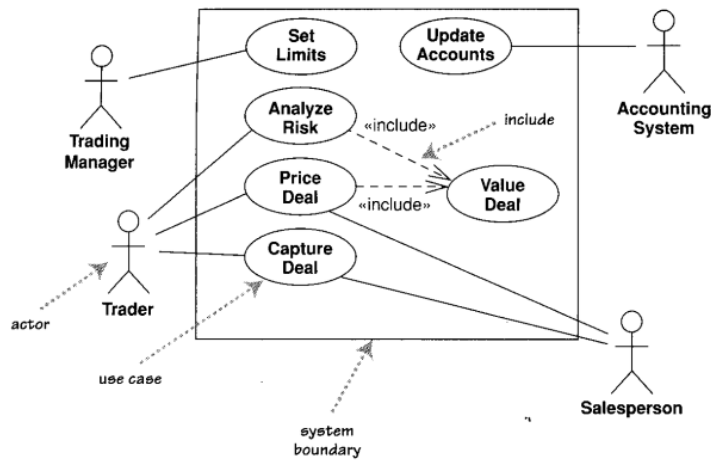 Set
Limits
Update
Accounts
Trading
Manager
Accounting
System
Analyze
Risk
«include»
include
Price
Deal
«include»
Value
Deal
Capture
Deal
Trader
actor
use case
system
boundary
Salesperson